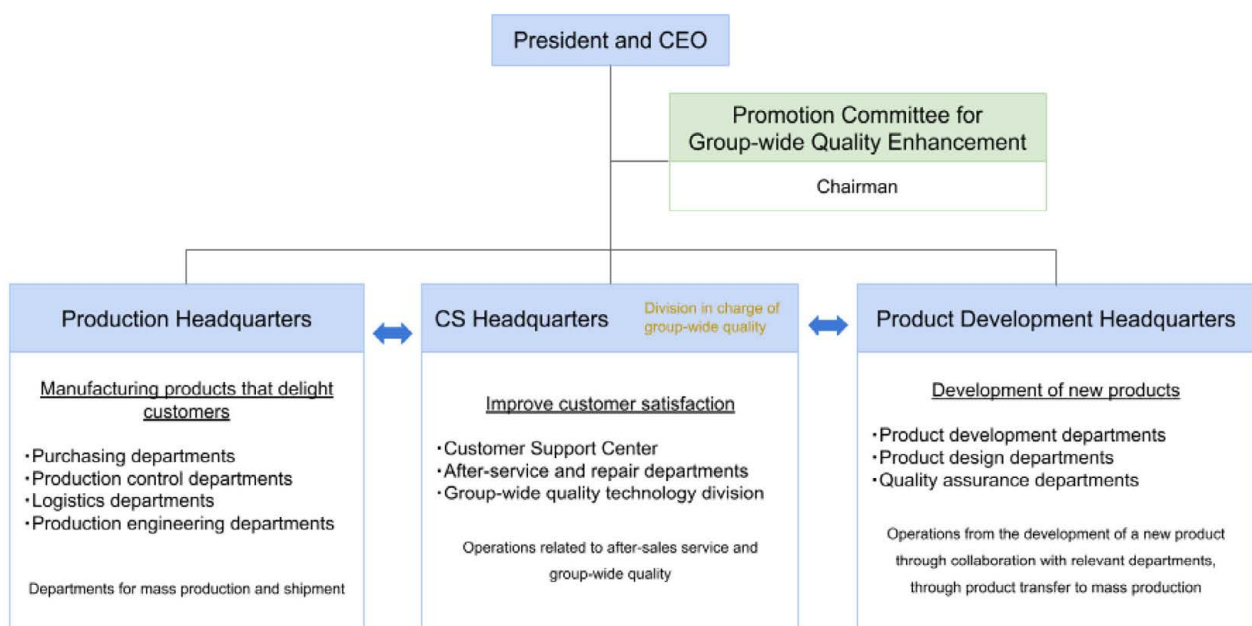 President and CEO
Promotion Committee for
Group-wide Quality Enhancement
Chairman
Production Headquarters
Manufacturing products that delight
customers
・Purchasing departments
・Production control departments
・Logistics departments
・Production engineering departments
Departments for mass production and shipment
CS Headquarters
Division in charge of
group-wide quality
Improve customer satisfaction
・Customer Support Center
・After-service and repair departments
・Group-wide quality technology division
Operations related to after-sales service and
group-wide quality
Product Development Headquarters
Development of new products
・Product development departments
・Product design departments
・Quality assurance departments
Operations from the development of a new product
through collaboration with relevant departments,
through product transfer to mass production